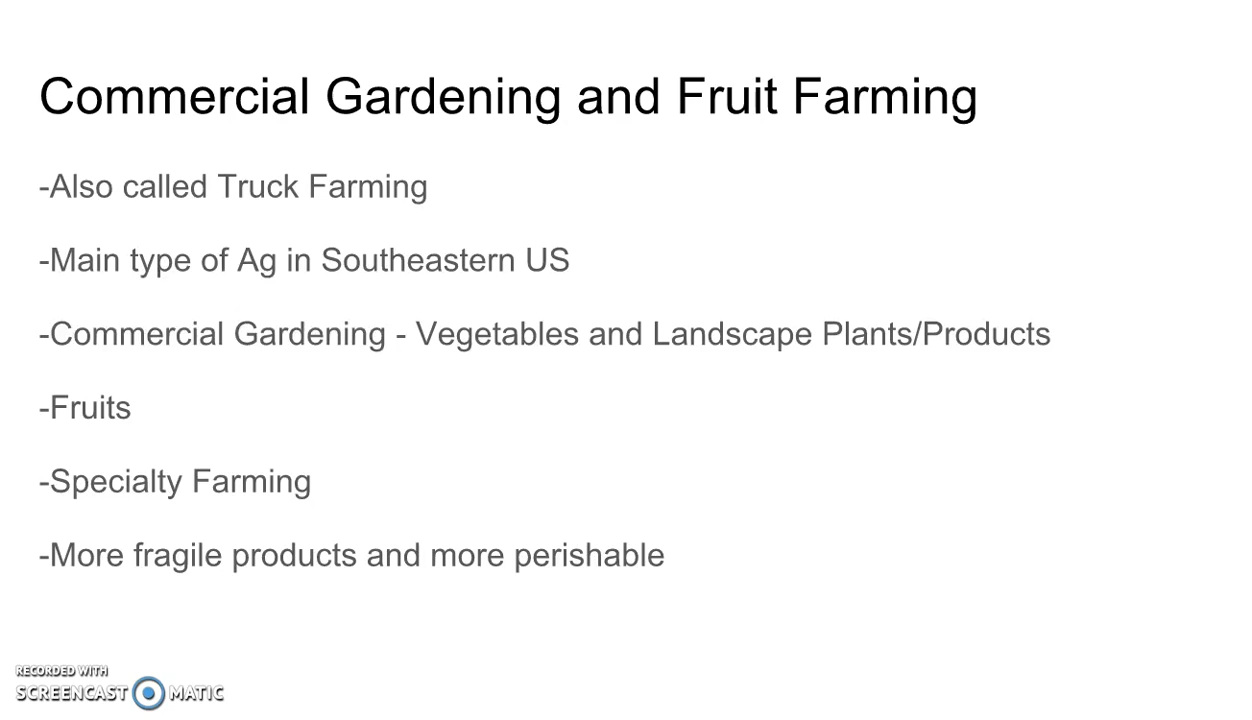 Commercial Gardening and Fruit Farming
-Also called Truck Farming
-Main type of Ag in Southeastern US
-Commercial Gardening - Vegetables and Landscape Plants/Products
-Fruits
-Specialty Farming
-More fragile products and more perishable
RECORDED WITH
SCREENCAST MATIC